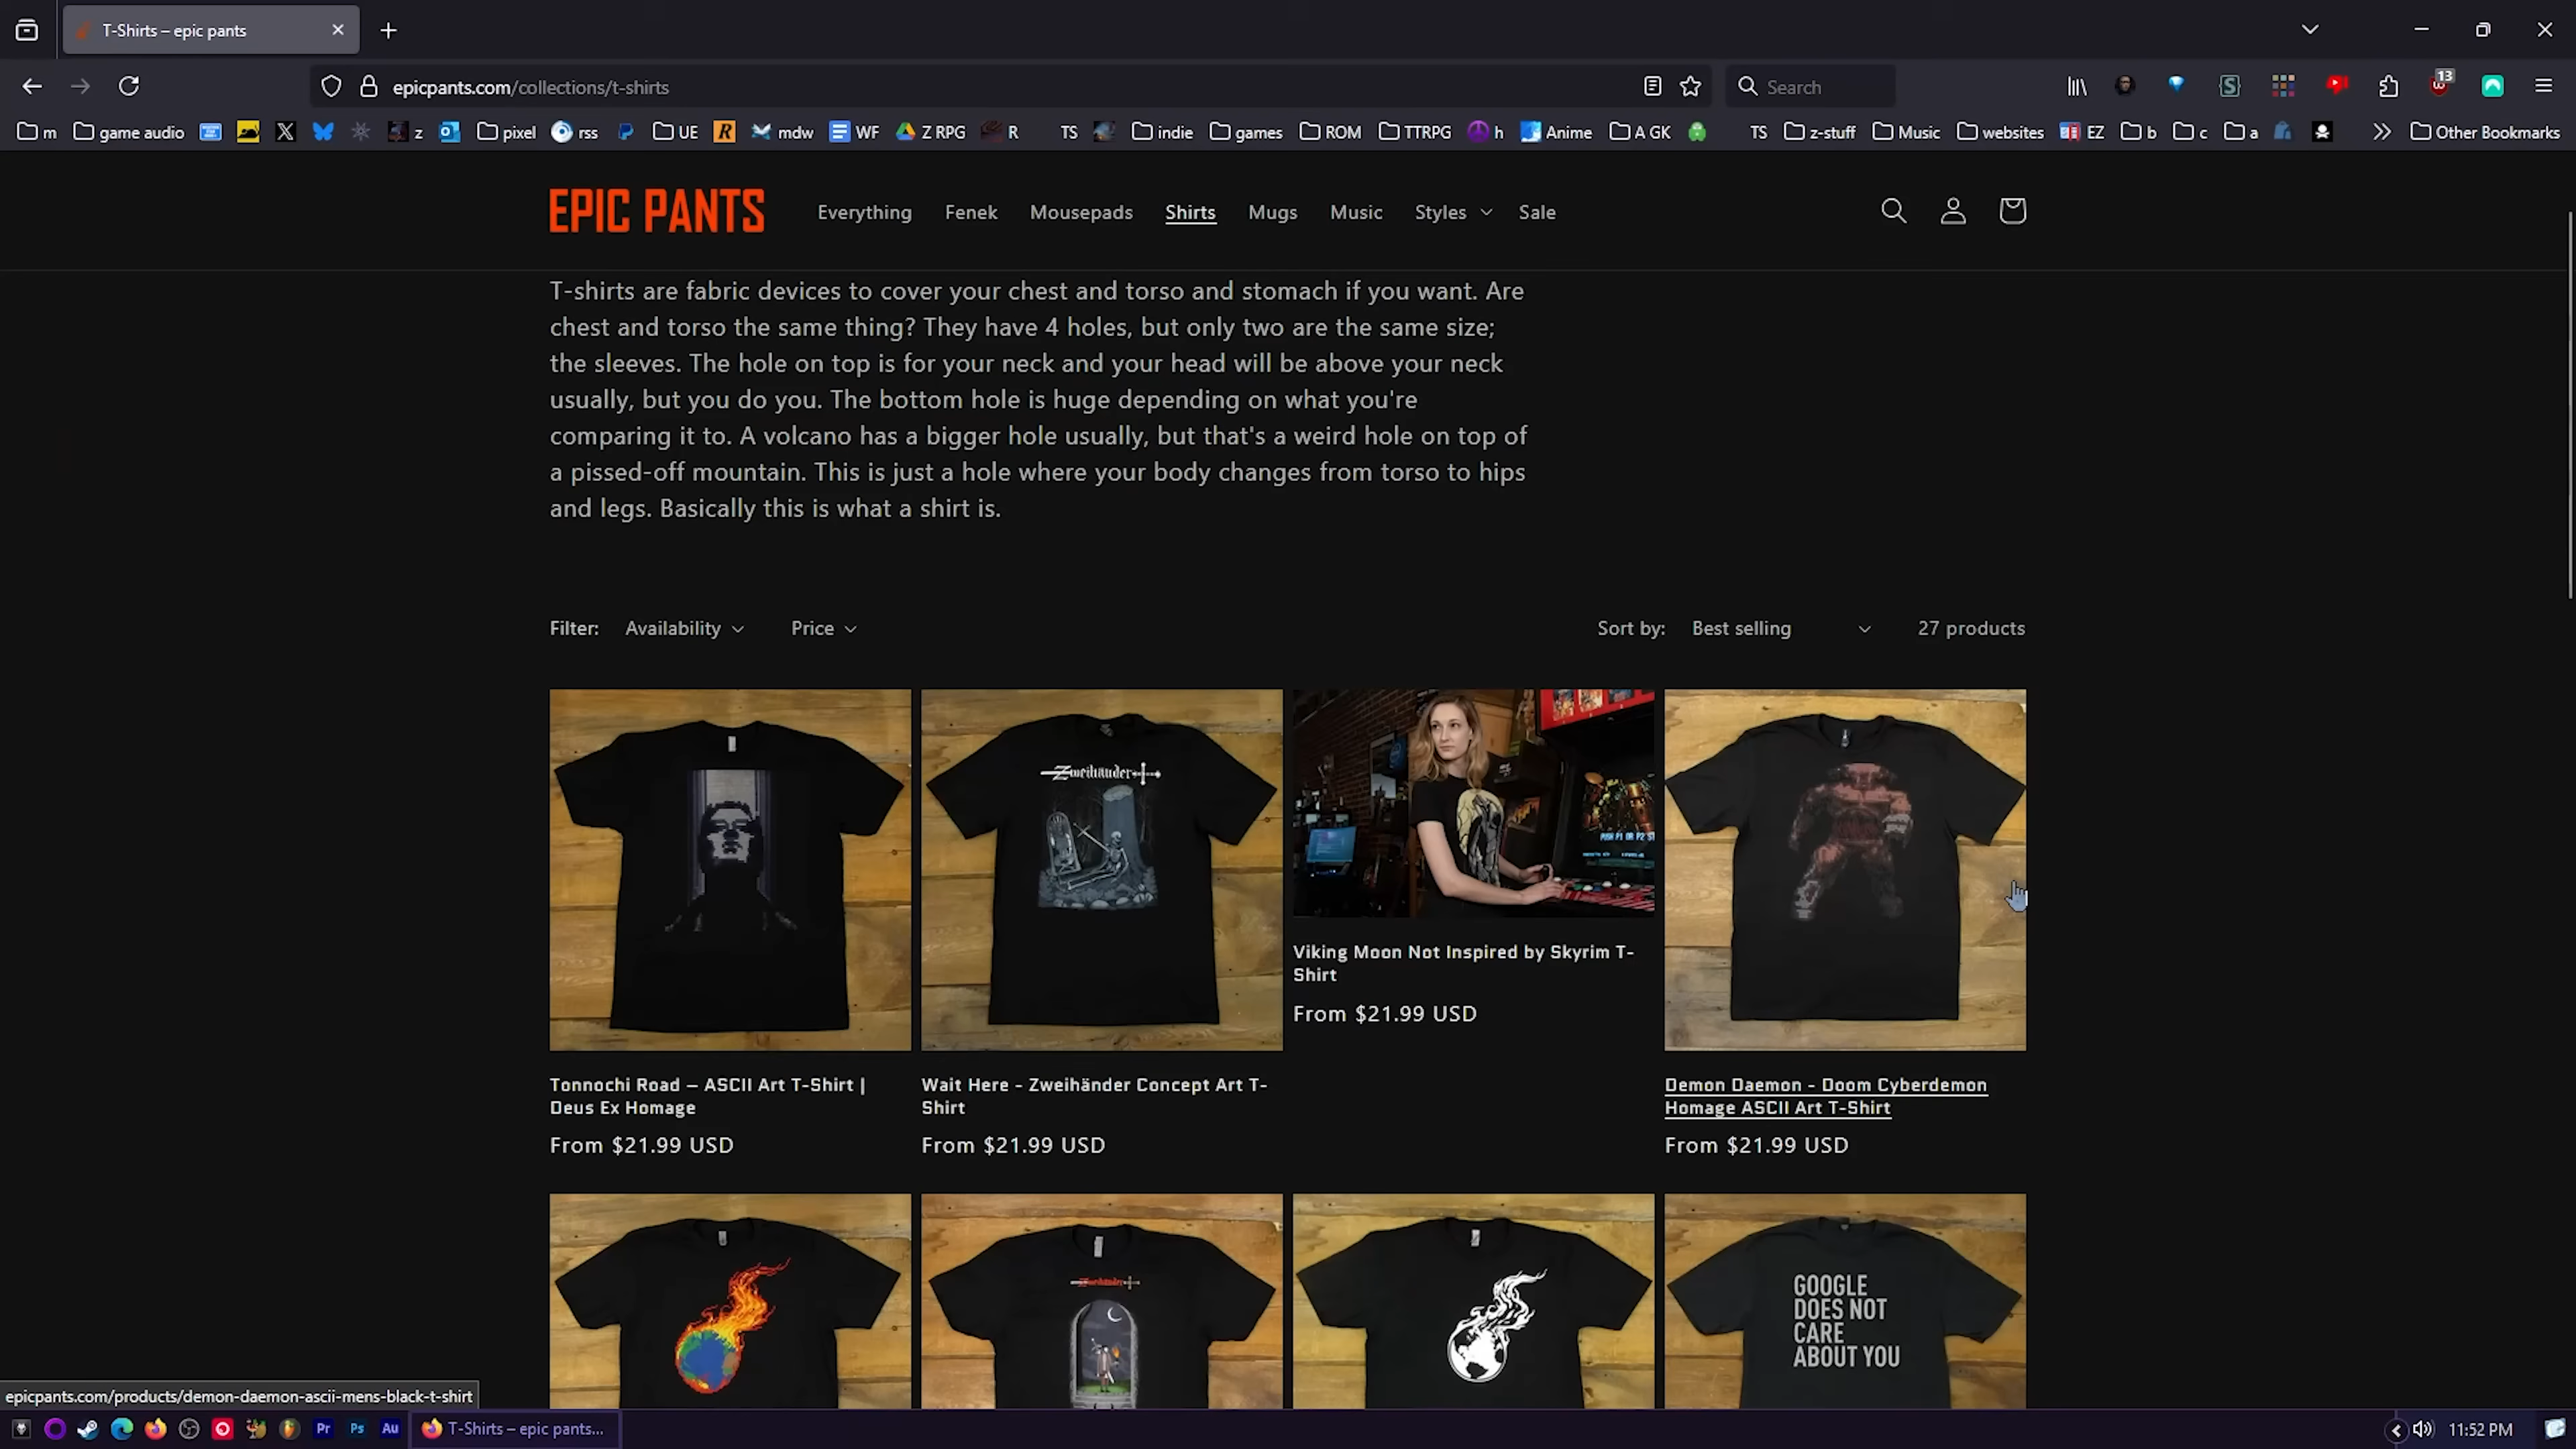 T-Shirts – epic pants
epicpants.com/collections/t-shirts
Search
13
m
game audio
z
pixel
rss
UE
R
mdw
WF
Z RPG
R
TS
indie
games
ROM
TTRPG
h
Anime
A GK
TS
z-stuff
Music
websites
EZ
b
c
a
Other Bookmarks
EPIC PANTS
Everything
Fenek
Mousepads
Shirts
Mugs
Music
Styles
Sale
T-shirts are fabric devices to cover your chest and torso and stomach if you want. Are
chest and torso the same thing? They have 4 holes, but only two are the same size;
the sleeves. The hole on top is for your neck and your head will be above your neck
usually, but you do you. The bottom hole is huge depending on what you're
comparing it to. A volcano has a bigger hole usually, but that's a weird hole on top of
a pissed-off mountain. This is just a hole where your body changes from torso to hips
and legs. Basically this is what a shirt is.
Filter:
Availability
Price
Sort by:
Best selling
27 products
Zweihänder
Viking Moon Not Inspired by Skyrim T-
Shirt
From $21.99 USD
Tonnochi Road — ASCII Art T-Shirt |
Deus Ex Homage
From $21.99 USD
Wait Here - Zweihänder Concept Art T-
Shirt
From $21.99 USD
Demon Daemon - Doom Cyberdemon
Homage ASCII Art T-Shirt
From $21.99 USD
Zweihänder
GOOGLE
DOES NOT
CARE
ABOUT YOU
epicpants.com/products/demon-daemon-ascii-mens-black-t-shirt
Pr
Ps
Au
T-Shirts – epic pants...
11:52 PM